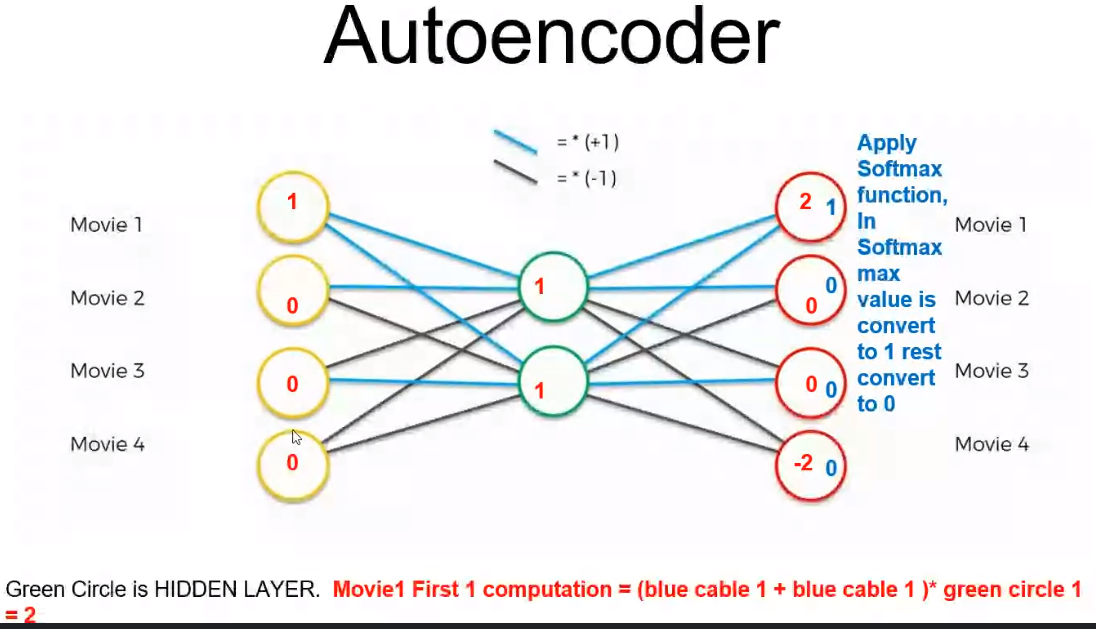 Autoencoder
= * (+1)
= * (-1)
Movie 1
Movie 2
Movie 3
Movie 4
1
0
0
0
1
1
2 1
0 0
0 0
-2 0
Apply
Softmax
function,
In
Softmax
max
value is
convert
to 1 rest
convert
to 0
Movie 1
Movie 2
Movie 3
Movie 4
Green Circle is HIDDEN LAYER. Movie1 First 1 computation = (blue cable 1 + blue cable 1 )* green circle 1
= 2